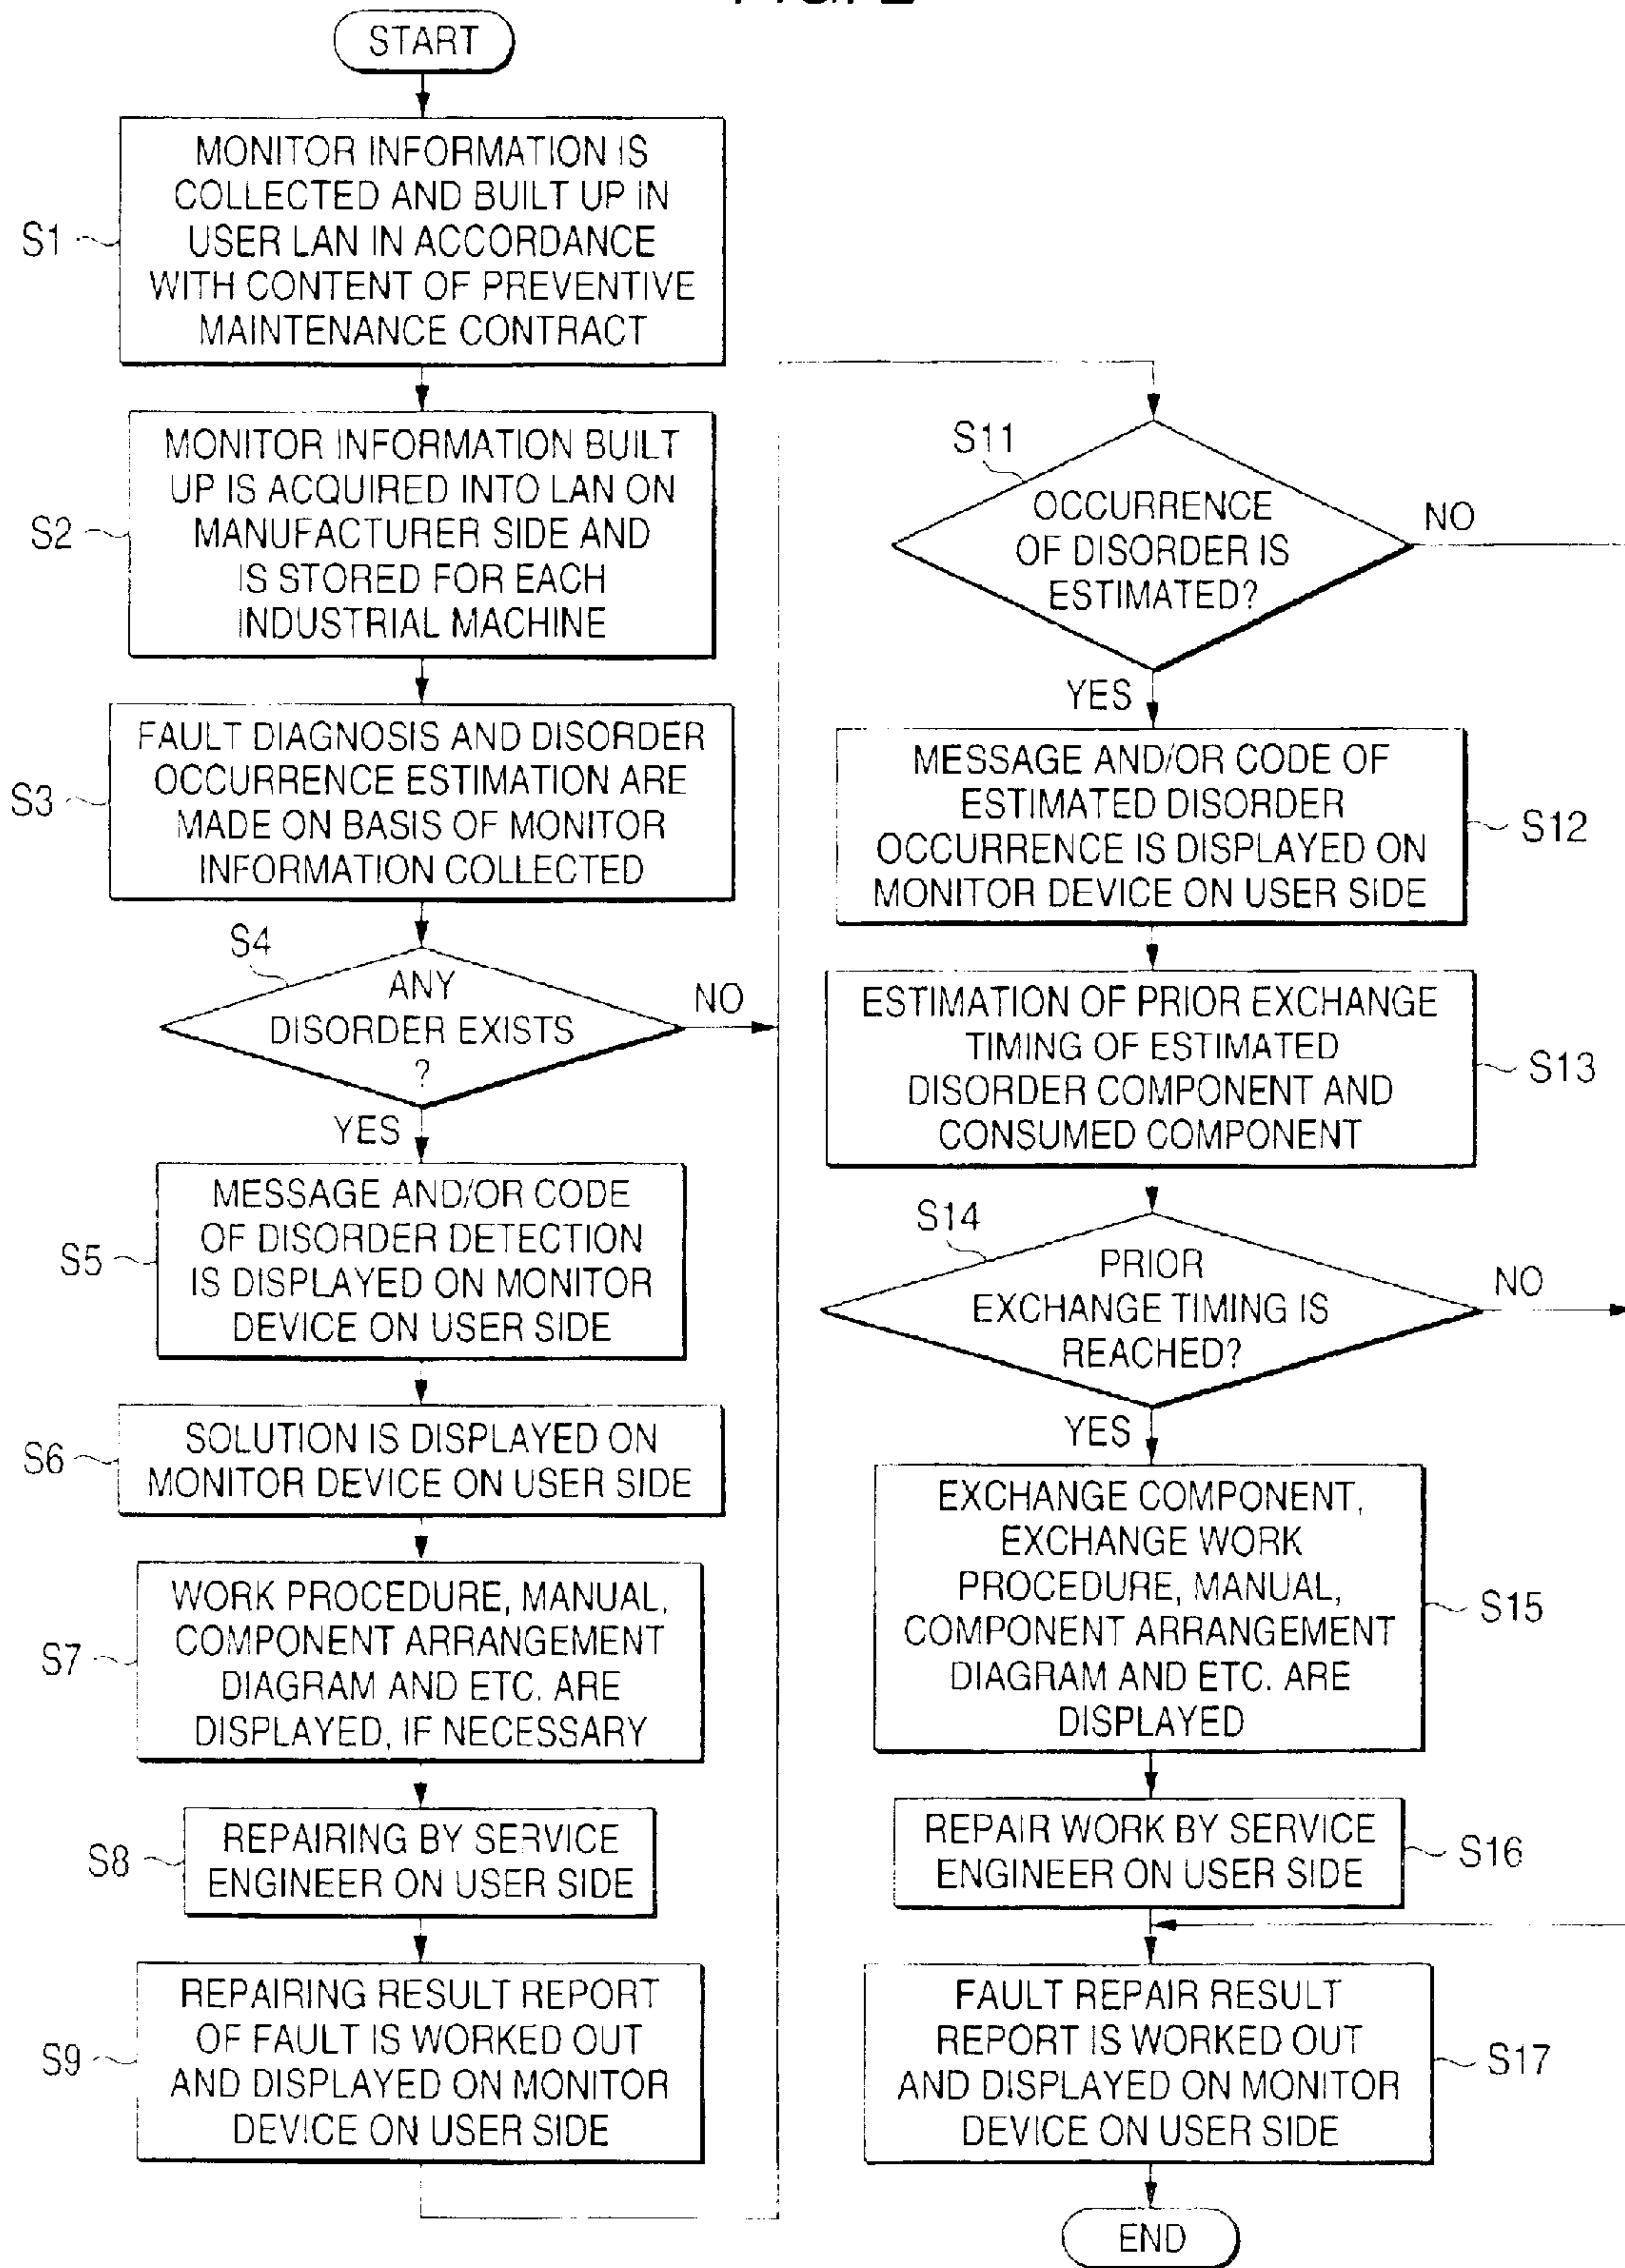 START
S1
MONITOR INFORMATION IS
COLLECTED AND BUILT UP IN
USER LAN IN ACCORDANCE
WITH CONTENT OF PREVENTIVE
MAINTENANCE CONTRACT
S2
MONITOR INFORMATION BUILT
UP IS ACQUIRED INTO LAN ON
MANUFACTURER SIDE AND
IS STORED FOR EACH
INDUSTRIAL MACHINE
S3
FAULT DIAGNOSIS AND DISORDER
OCCURRENCE ESTIMATION ARE
MADE ON BASIS OF MONITOR
INFORMATION COLLECTED
S4
ANY
DISORDER EXISTS
?
NO
YES
S5
MESSAGE AND/OR CODE
OF DISORDER DETECTION
IS DISPLAYED ON MONITOR
DEVICE ON USER SIDE
S6
SOLUTION IS DISPLAYED ON
MONITOR DEVICE ON USER SIDE
S7
WORK PROCEDURE, MANUAL,
COMPONENT ARRANGEMENT
DIAGRAM AND ETC. ARE
DISPLAYED, IF NECESSARY
S8
REPAIRING BY SERVICE
ENGINEER ON USER SIDE
S9
REPAIRING RESULT REPORT
OF FAULT IS WORKED OUT
AND DISPLAYED ON MONITOR
DEVICE ON USER SIDE
S11
OCCURRENCE
OF DISORDER IS
ESTIMATED?
NO
YES
MESSAGE AND/OR CODE OF
ESTIMATED DISORDER
OCCURRENCE IS DISPLAYED ON
MONITOR DEVICE ON USER SIDE
S12
ESTIMATION OF PRIOR EXCHANGE
TIMING OF ESTIMATED
DISORDER COMPONENT AND
CONSUMED COMPONENT
S13
S14
PRIOR
EXCHANGE TIMING IS
REACHED?
NO
YES
EXCHANGE COMPONENT,
EXCHANGE WORK
PROCEDURE, MANUAL,
COMPONENT ARRANGEMENT
DIAGRAM AND ETC. ARE
DISPLAYED
S15
REPAIR WORK BY SERVICE
ENGINEER ON USER SIDE
S16
FAULT REPAIR RESULT
REPORT IS WORKED OUT
AND DISPLAYED ON MONITOR
DEVICE ON USER SIDE
S17
END